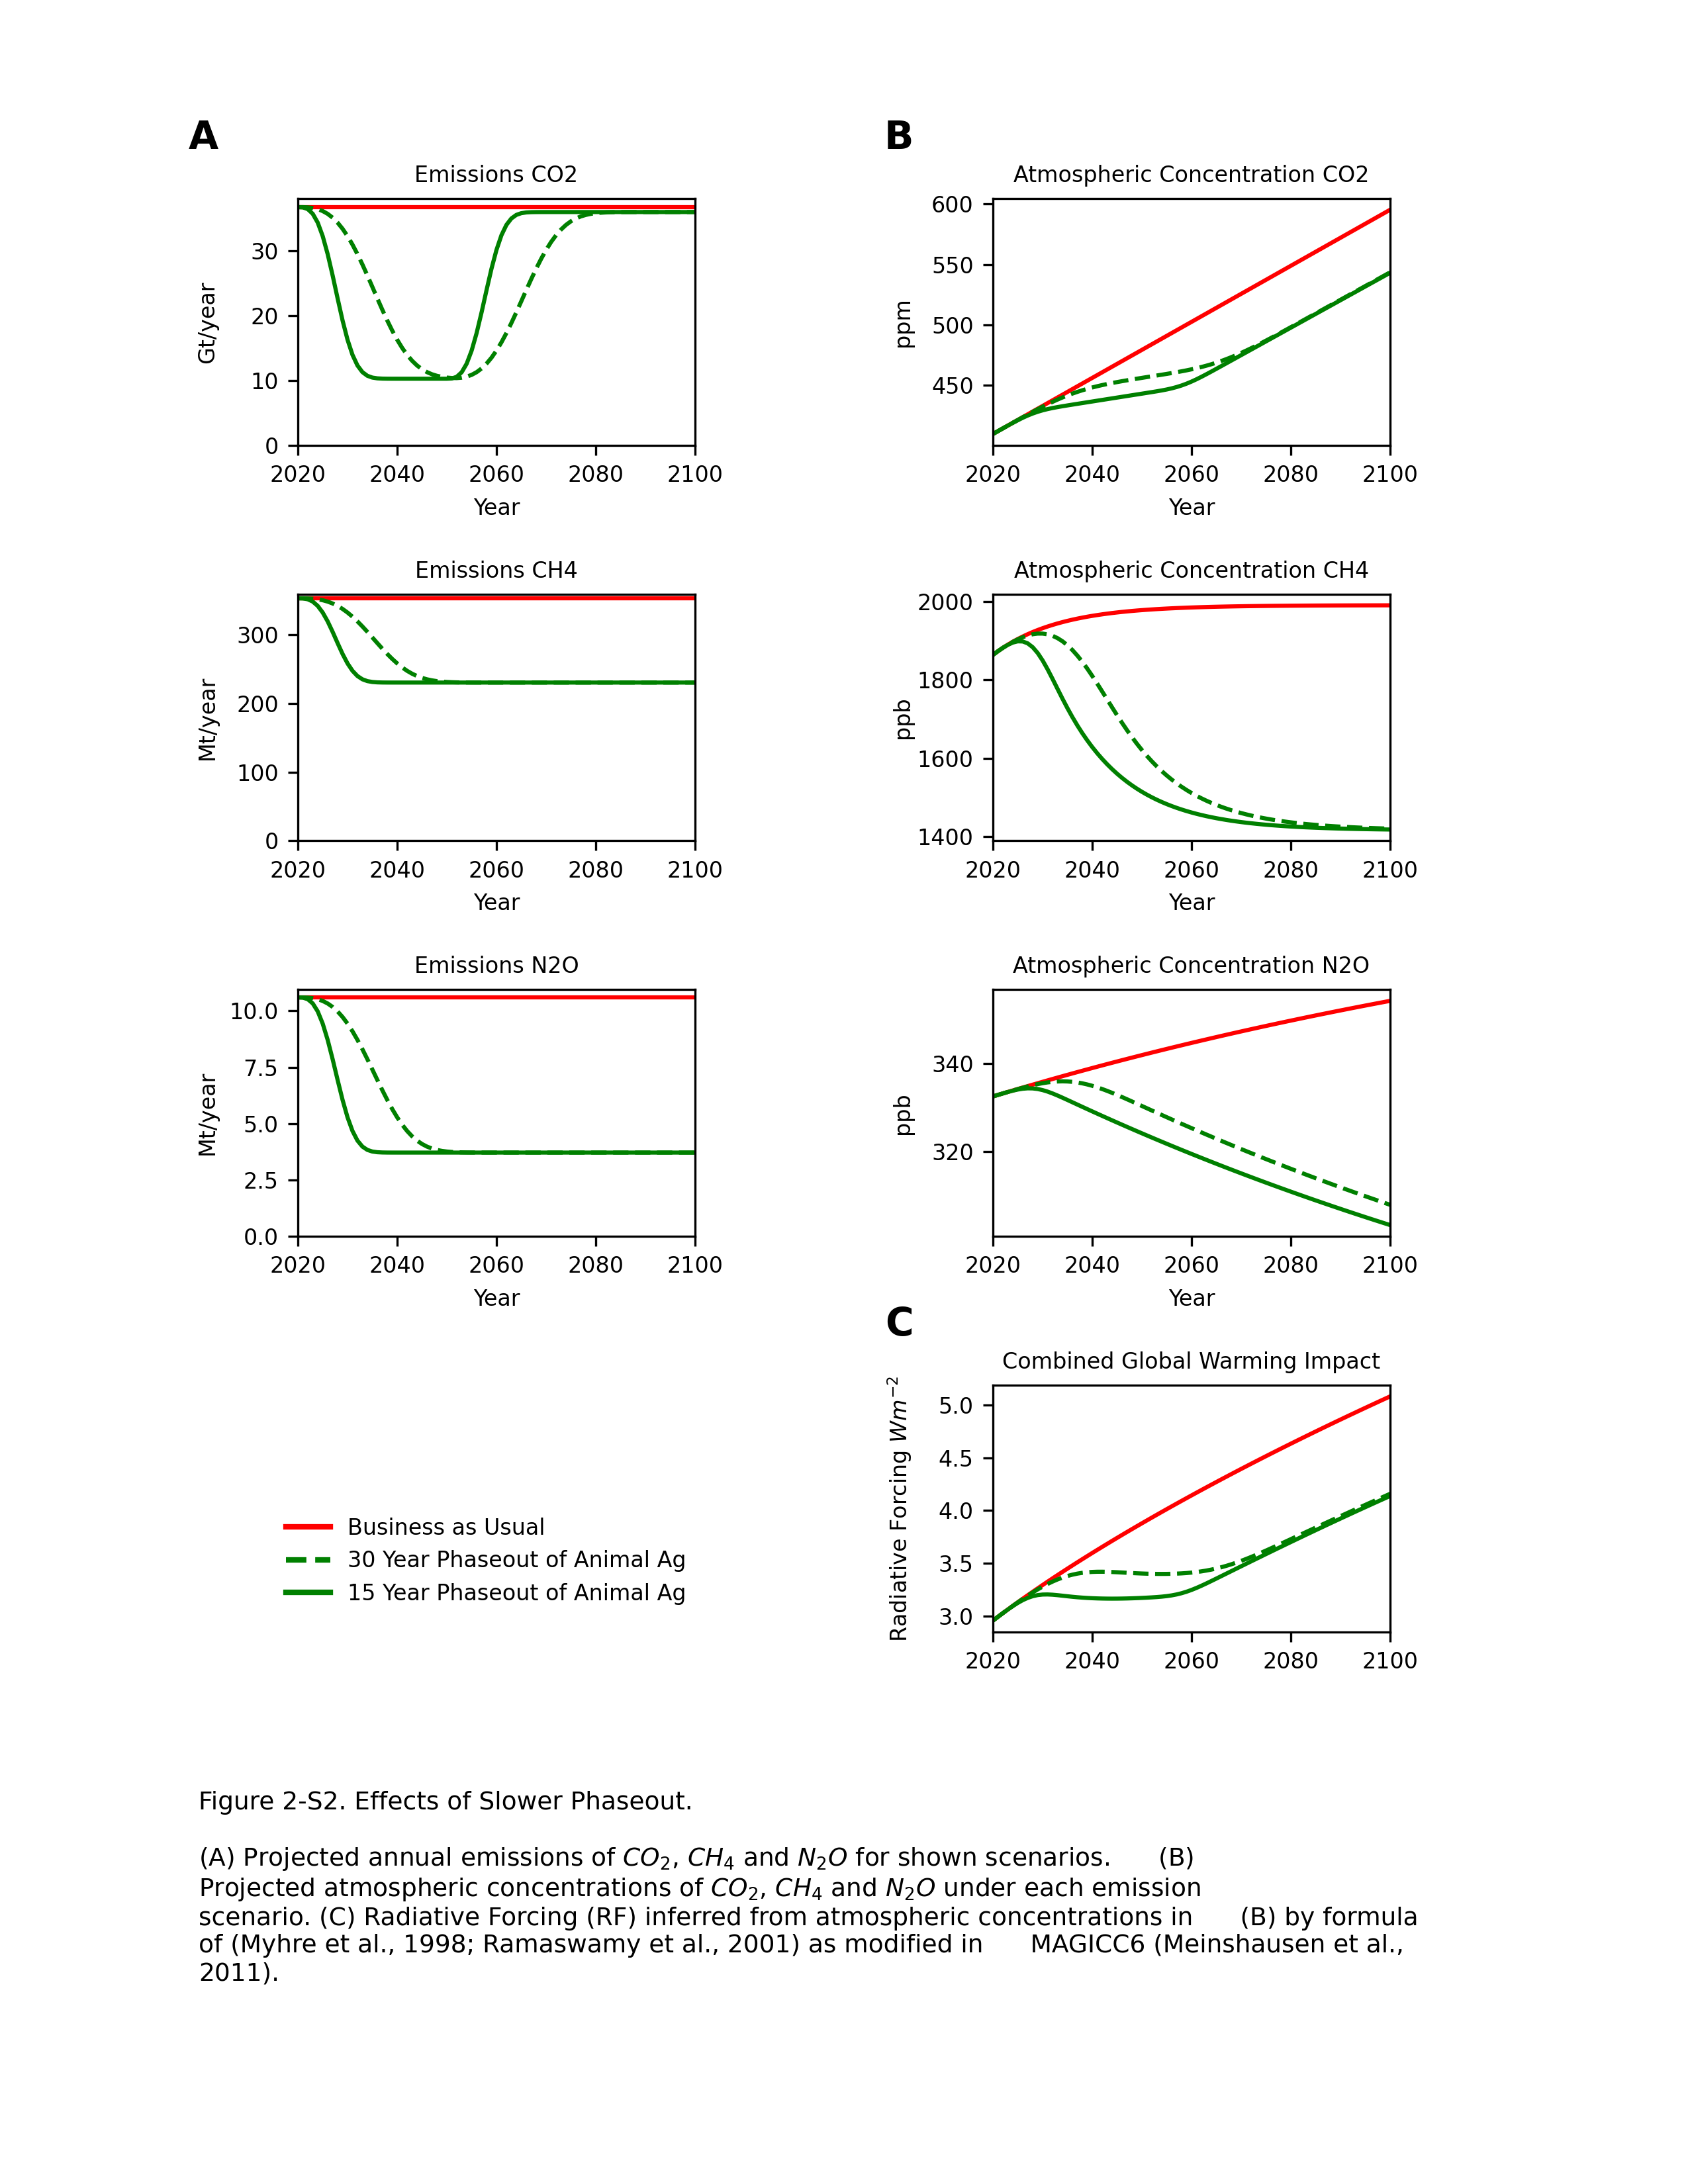 A
B
Emissions CO2
Gt/year
30
20
10
0
2020 2040 2060 2080 2100
Year
Atmospheric Concentration CO2
ppm
600
550
500
450
2020 2040 2060 2080 2100
Year
Emissions CH4
Mt/year
300
200
100
0
2020 2040 2060 2080 2100
Year
Atmospheric Concentration CH4
ppb
2000
1800
1600
1400
2020 2040 2060 2080 2100
Year
Emissions N2O
Mt/year
10.0
7.5
5.0
2.5
0.0
2020 2040 2060 2080 2100
Year
Atmospheric Concentration N2O
ppb
340
320
2020 2040 2060 2080 2100
Year
C
Combined Global Warming Impact
Radiative Forcing Wm⁻²
5.0
4.5
4.0
3.5
3.0
2020 2040 2060 2080 2100
Business as Usual
30 Year Phaseout of Animal Ag
15 Year Phaseout of Animal Ag
Figure 2-S2. Effects of Slower Phaseout.
(A) Projected annual emissions of CO₂, CH₄ and N₂O for shown scenarios. (B)
Projected atmospheric concentrations of CO₂, CH₄ and N₂O under each emission
scenario. (C) Radiative Forcing (RF) inferred from atmospheric concentrations in (B) by formula
of (Myhre et al., 1998; Ramaswamy et al., 2001) as modified in MAGICC6 (Meinshausen et al.,
2011).